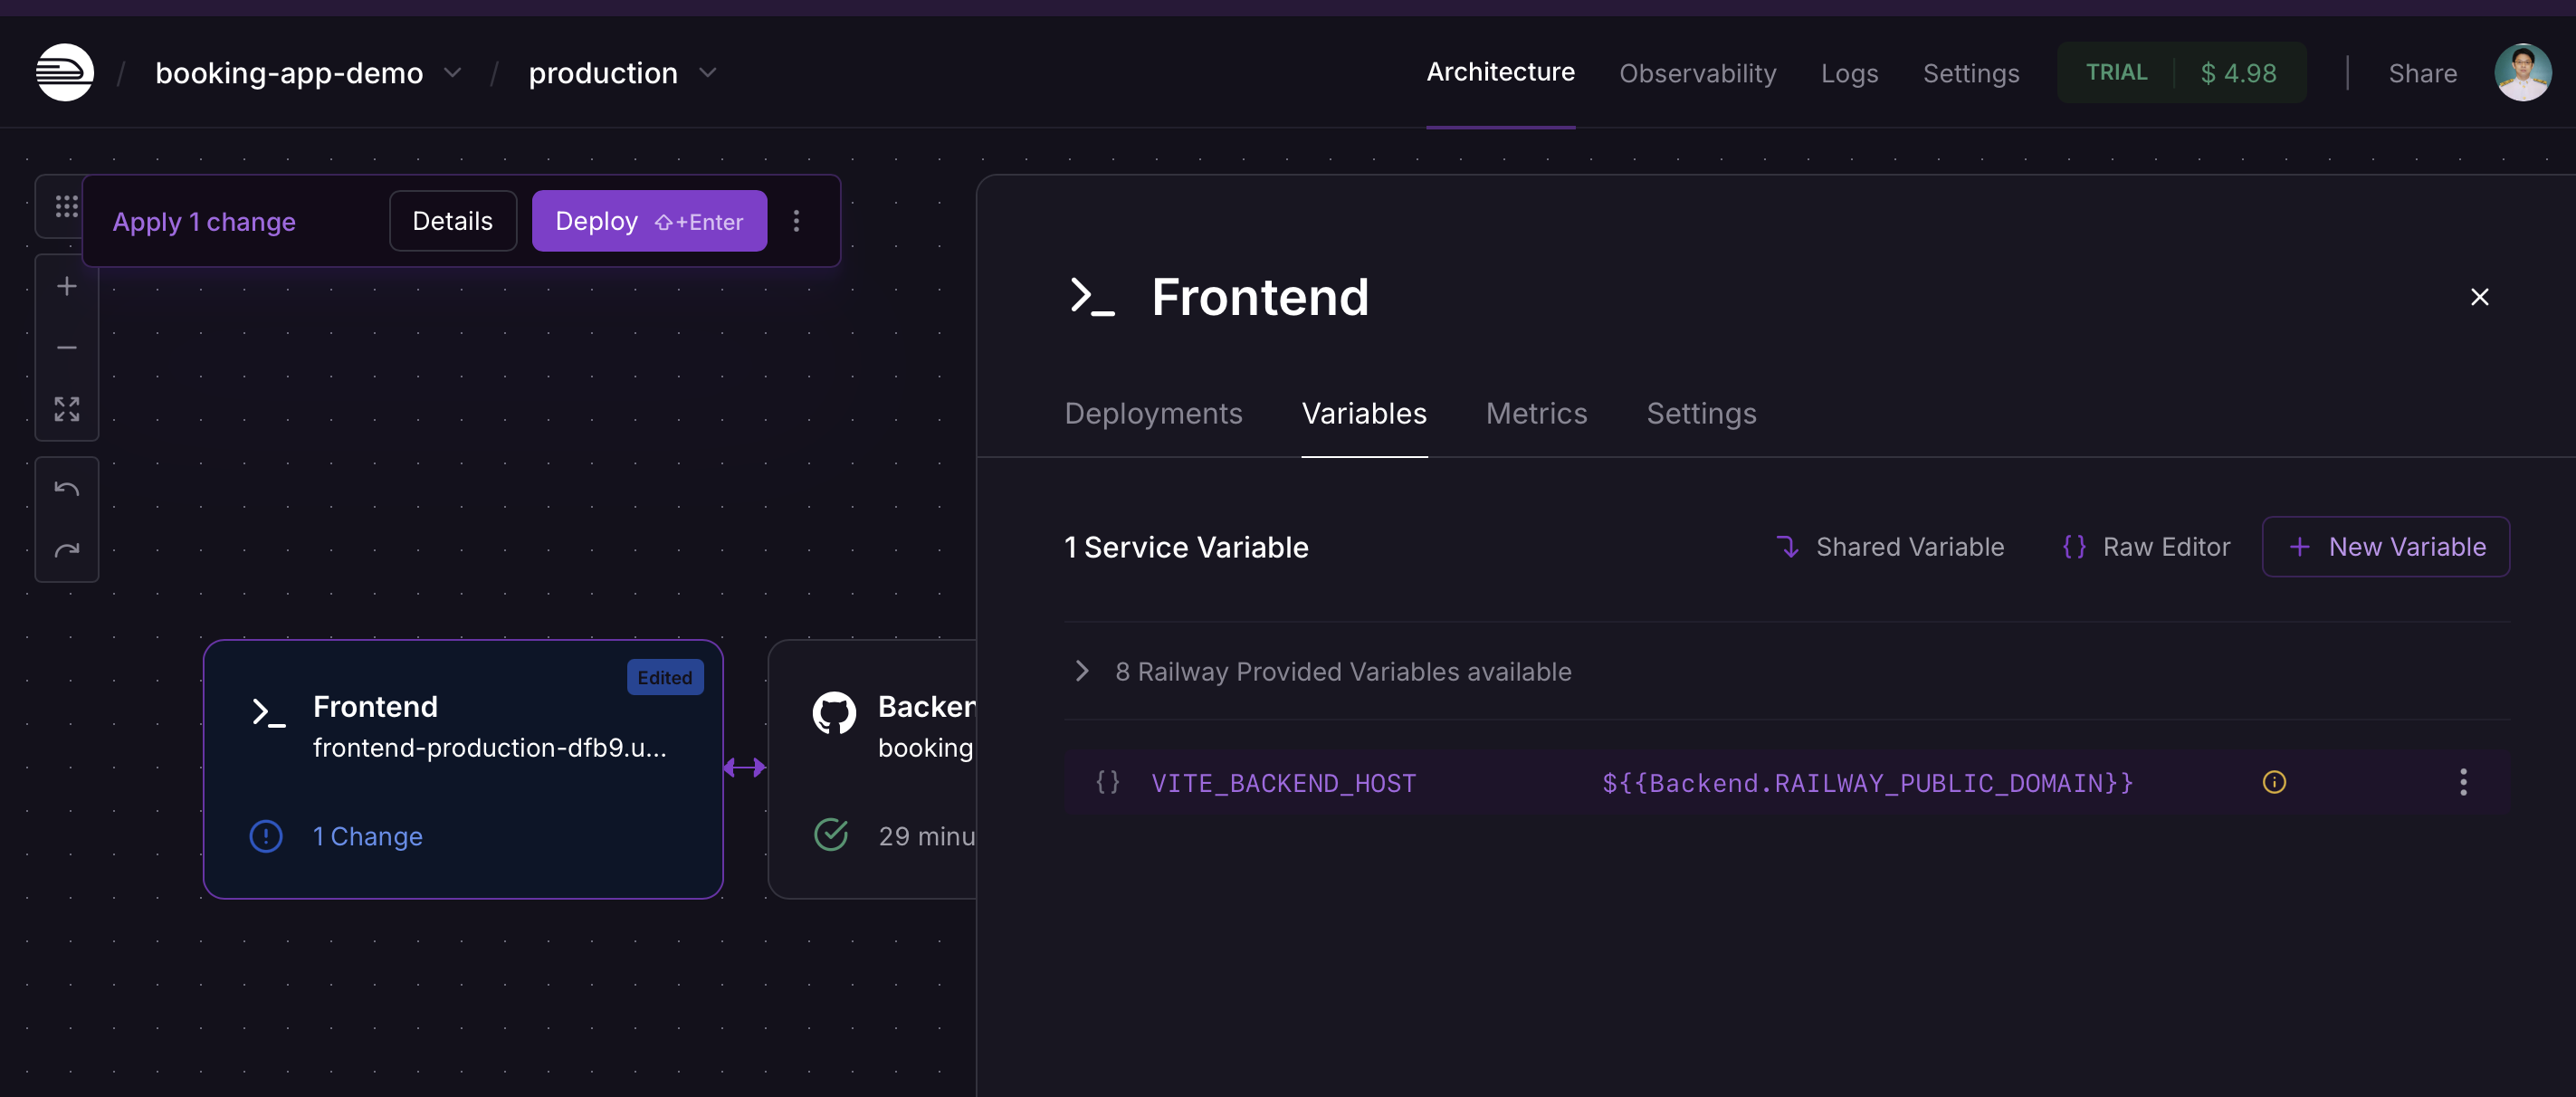 / booking-app-demo / production
Architecture Observability Logs Settings TRIAL $ 4.98 Share
Apply 1 change Details Deploy ⇧+Enter
Frontend
Deployments Variables Metrics Settings
1 Service Variable Shared Variable {} Raw Editor + New Variable
8 Railway Provided Variables available
{} VITE_BACKEND_HOST ${{Backend.RAILWAY_PUBLIC_DOMAIN}}
Edited
Frontend
frontend-production-dfb9.u...
1 Change
Backen
booking
29 minu